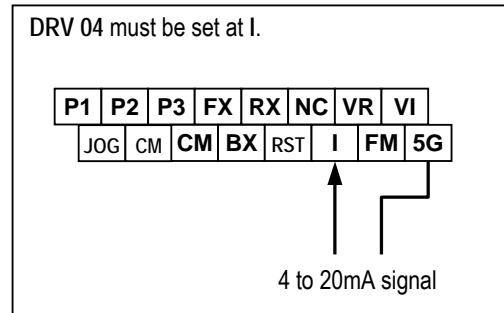 DRV 04 must be set at I.
P1 P2 P3 FX RX NC VR VI
JOG CM CM BX RST I FM 5G
4 to 20mA signal